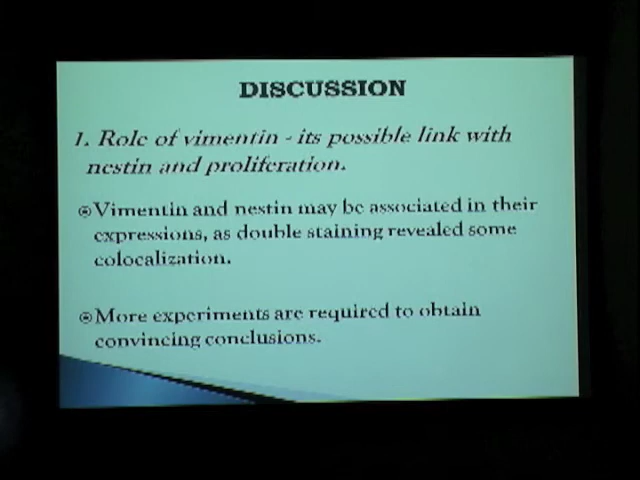 DISCUSSION
1. Role of vimentin - its possible link with
nestin and proliferation.
Vimentin and nestin may be associated in their
expressions, as double staining revealed some
colocalization.
More experiments are required to obtain
convincing conclusions.